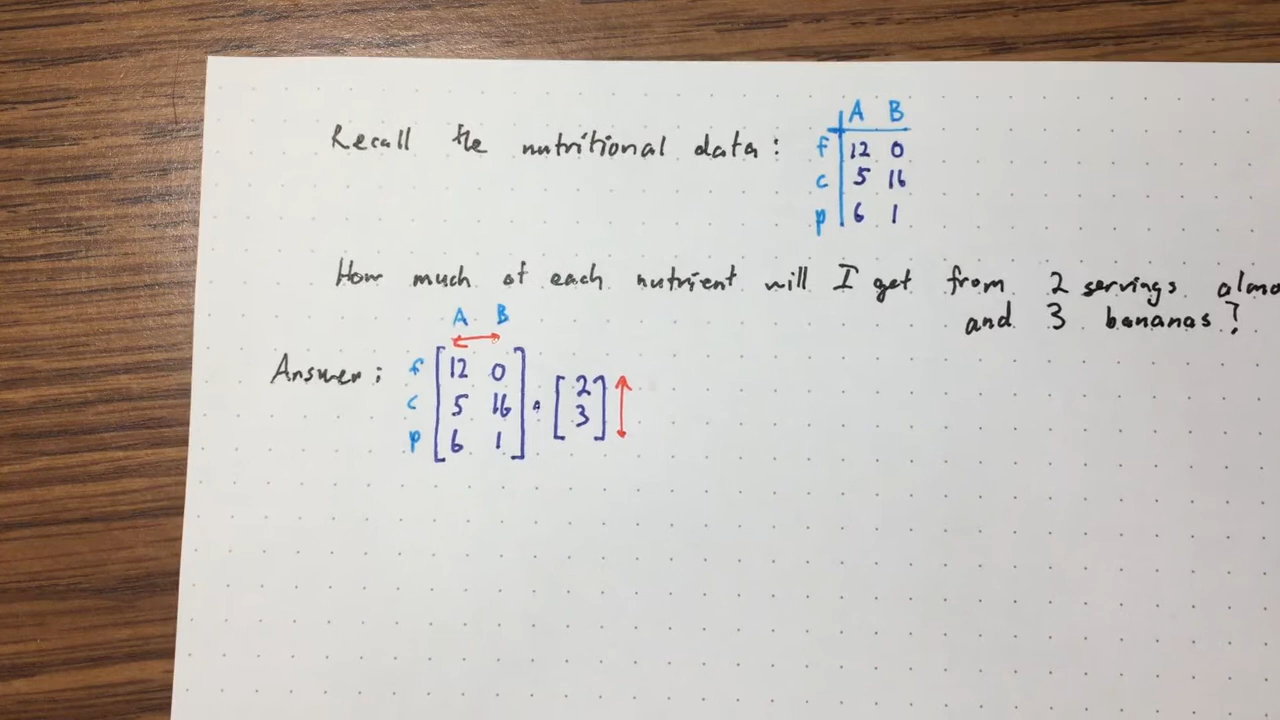 A B
Recall the nutritional data: f 12 0
c 5 16
p 6 1
How much of each nutrient will I get from 2 servings
and 3 bananas?
A B
Answer: f 12 0 2
c 5 16 · 3
p 6 1